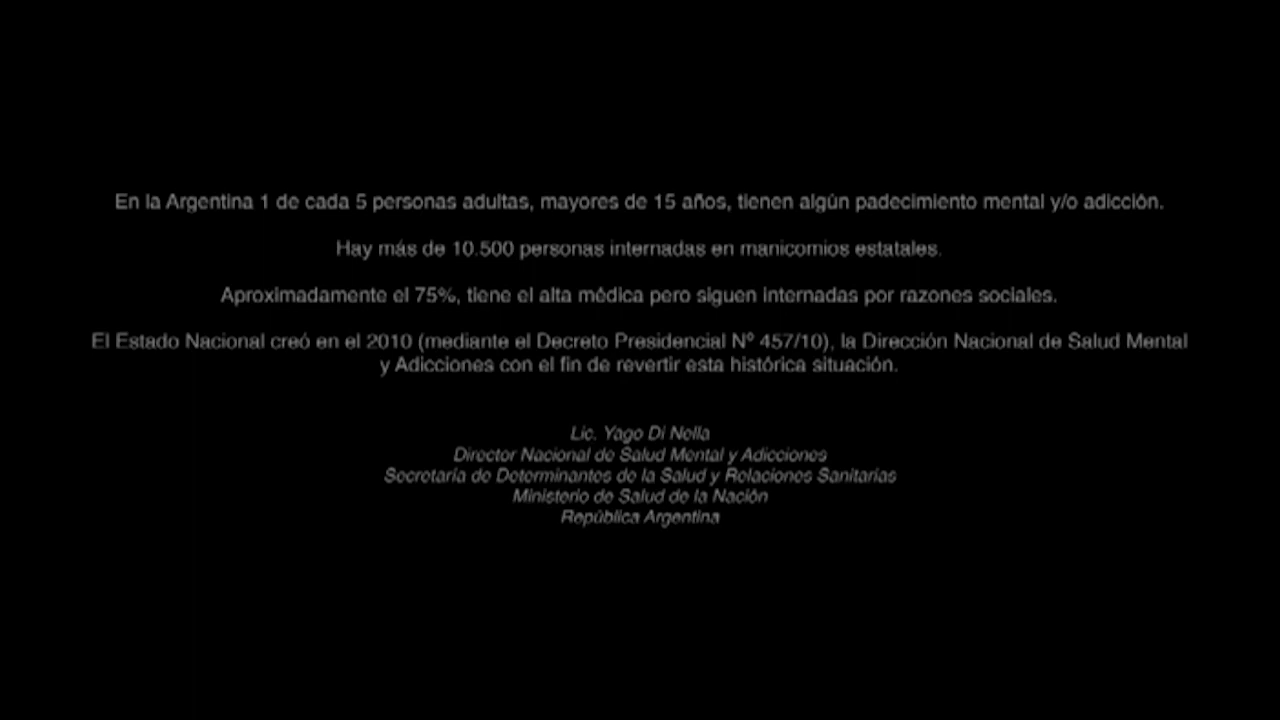 En la Argentina 1 de cada 5 personas adultas, mayores de 15 años, tienen algún padecimiento mental y/o adicción.
Hay más de 10.500 personas internadas en manicomios estatales.
Aproximadamente el 75%, tiene el alta médica pero siguen internadas por razones sociales.
El Estado Nacional creó en el 2010 (mediante el Decreto Presidencial Nº 457/10), la Dirección Nacional de Salud Mental
y Adicciones con el fin de revertir esta histórica situación.
Lic. Yago Di Nella
Director Nacional de Salud Mental y Adicciones
Secretaría de Determinantes de la Salud y Relaciones Sanitarias
Ministerio de Salud de la Nación
República Argentina